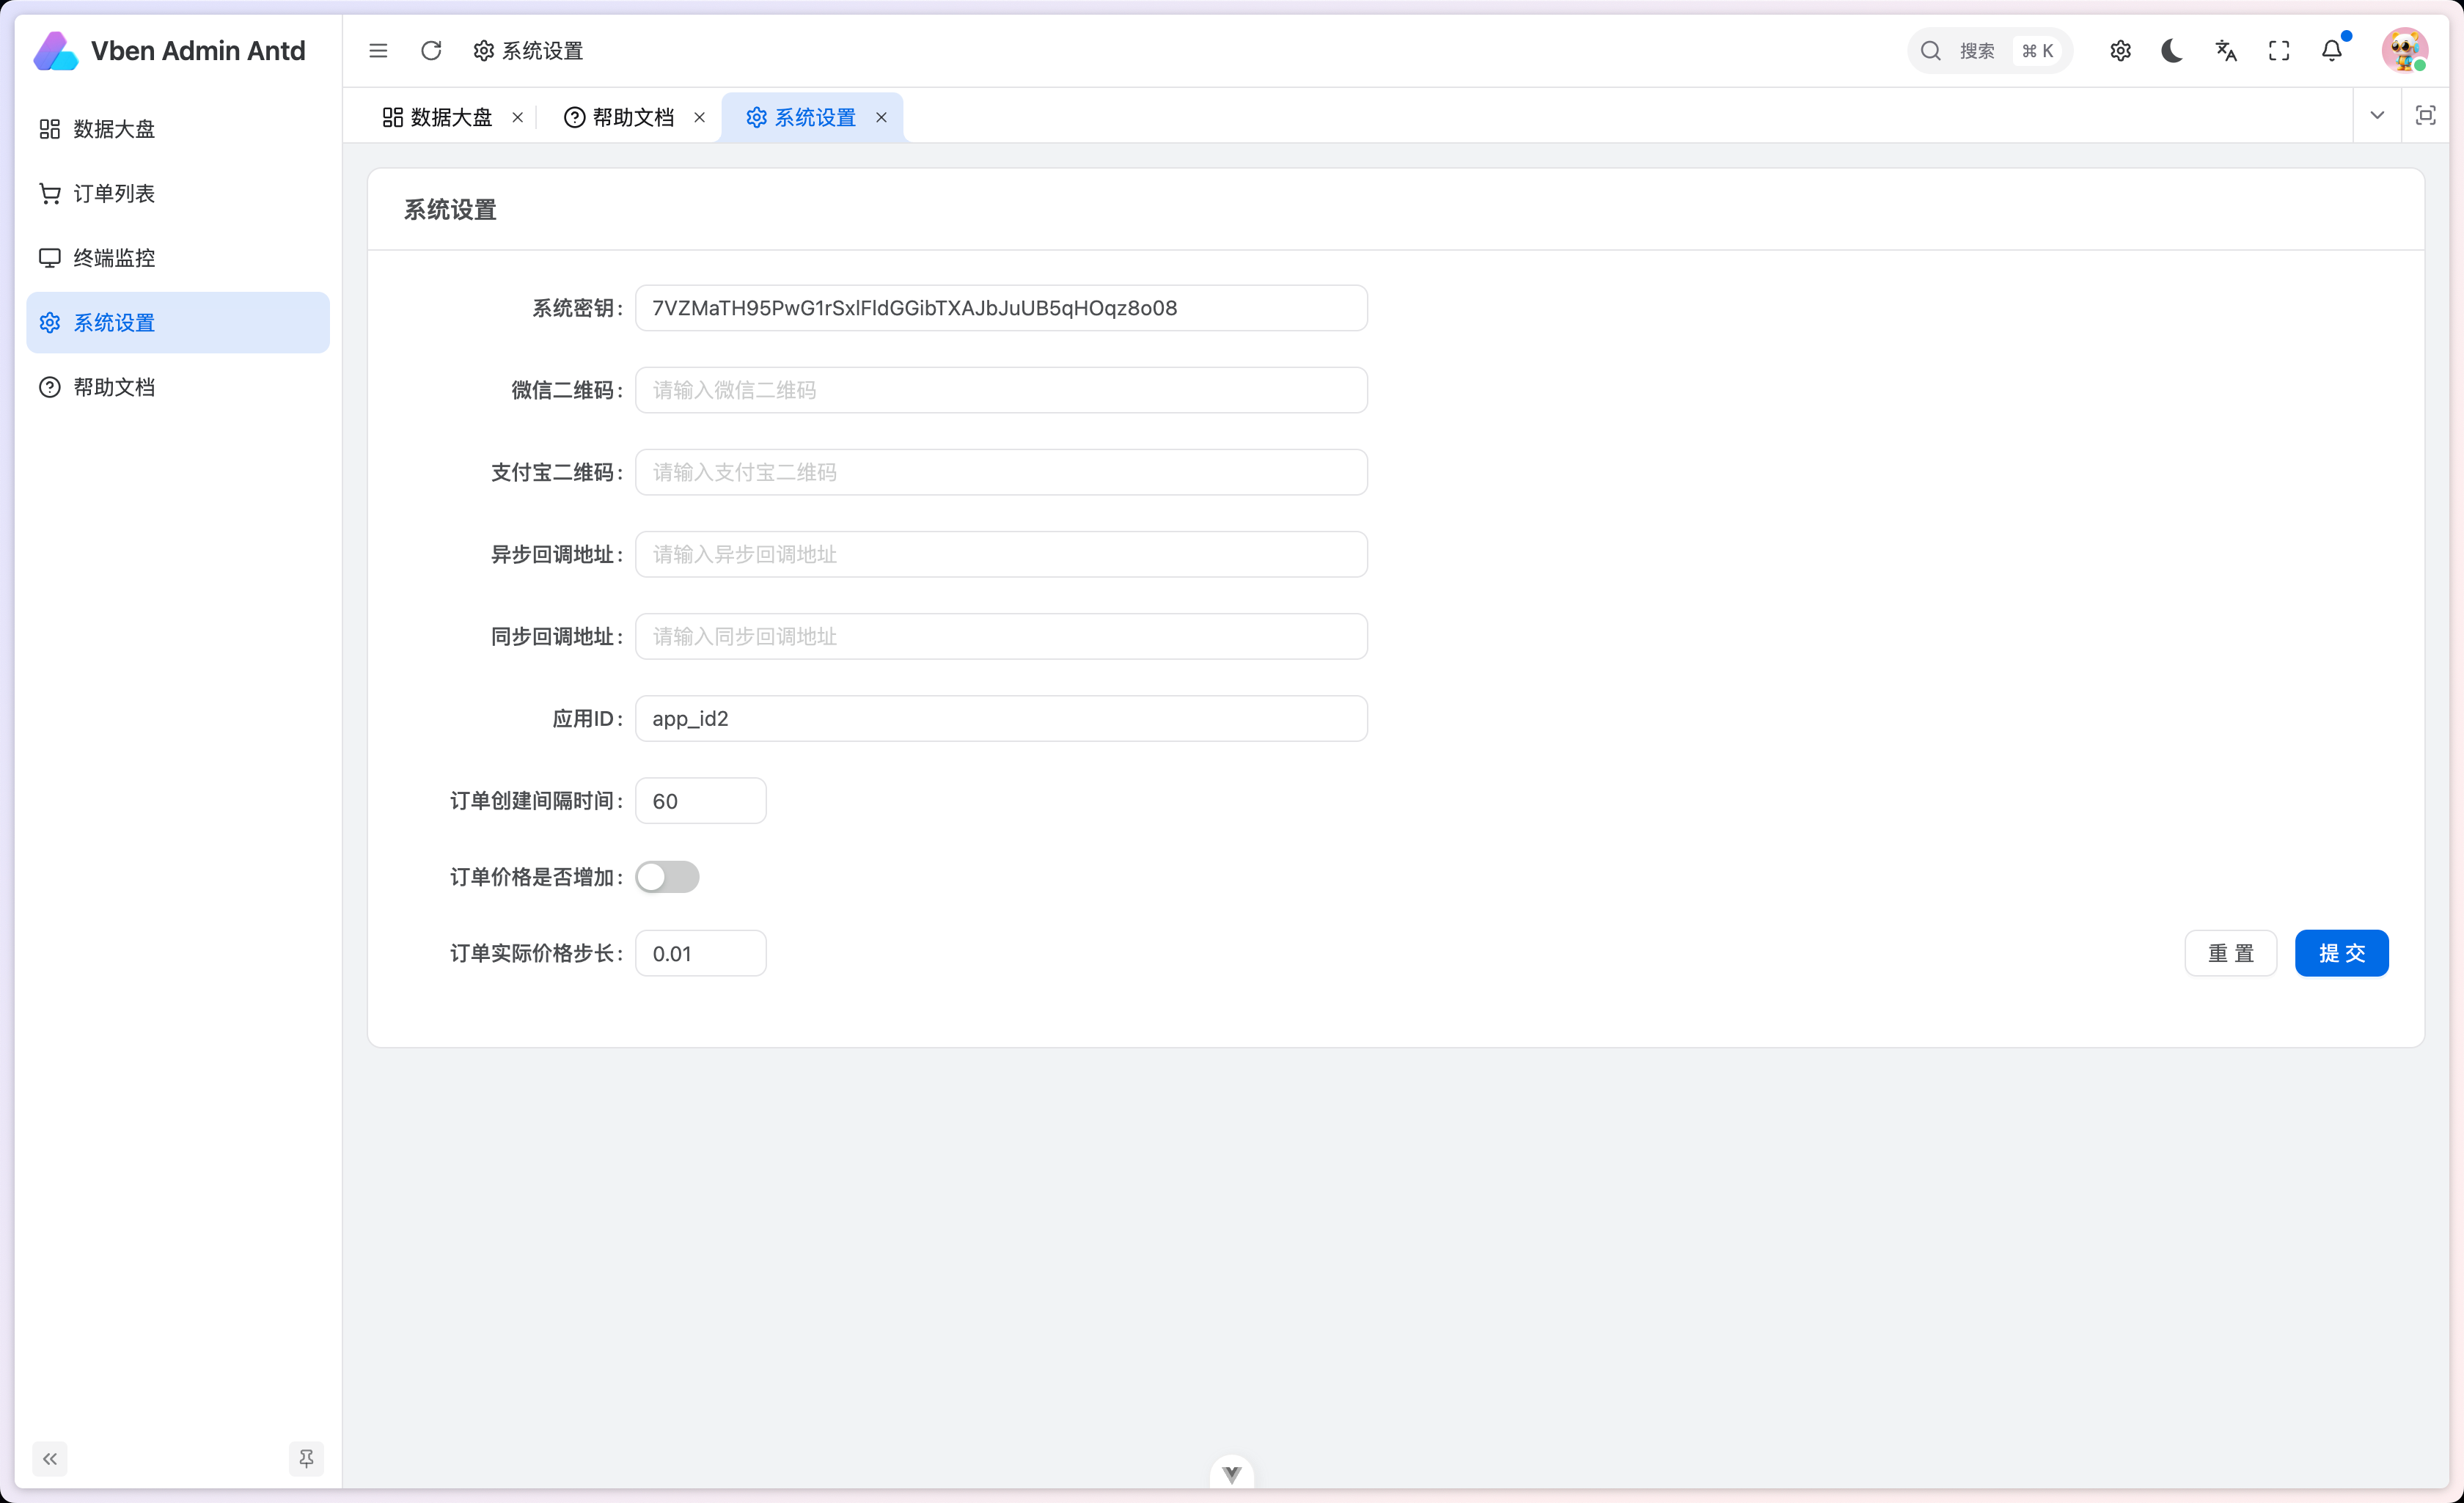 Vben Admin Antd
系统设置
搜索 ⌘ K
数据大盘
订单列表
终端监控
系统设置
帮助文档
数据大盘 帮助文档 系统设置
系统设置
系统密钥: 7VZMaTH95PwG1rSxlFldGGibTXAJbJuUB5qHOqz8o08
微信二维码: 请输入微信二维码
支付宝二维码: 请输入支付宝二维码
异步回调地址: 请输入异步回调地址
同步回调地址: 请输入同步回调地址
应用ID: app_id2
订单创建间隔时间: 60
订单价格是否增加:
订单实际价格步长: 0.01
重 置 提 交